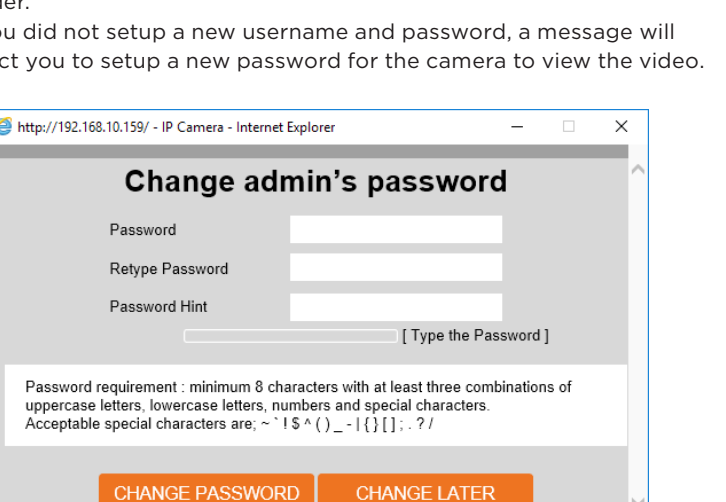 did not setup a new username and password, a message will
you to setup a new password for the camera to view the video.
http://192.168.10.159/ - IP Camera - Internet Explorer
Change admin's password
Password
Retype Password
Password Hint
[ Type the Password ]
Password requirement : minimum 8 characters with at least three combinations of
uppercase letters, lowercase letters, numbers and special characters.
Acceptable special characters are; ~ ` ! $ ^ ( ) _ - | { } [ ] ; . ? /
CHANGE PASSWORD
CHANGE LATER